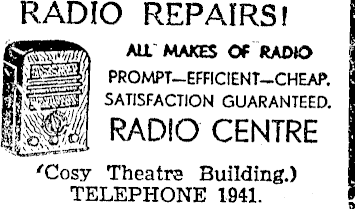 RADIO REPAIRS!
ALL MAKES OF RADIO
PROMPT—EFFICIENT—CHEAP.
SATISFACTION GUARANTEED.
RADIO CENTRE
(Cosy Theatre Building.)
TELEPHONE 1941.